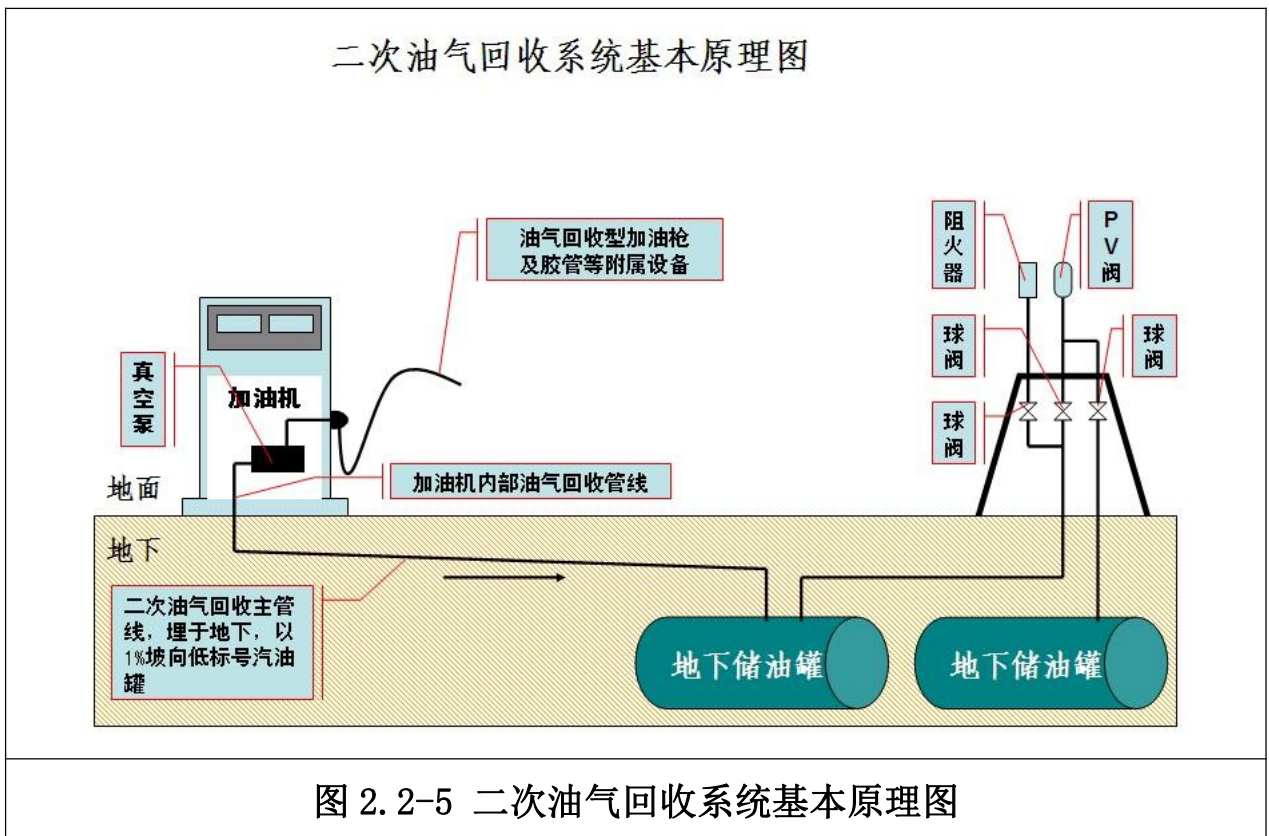 二次油气回收系统基本原理图
油气回收型加油枪
及胶管等附属设备
阻
火
器
P
V
阀
球
阀
球
阀
球
阀
真
空
泵
加油机
加油机内部油气回收管线
地面
地下
二次油气回收主管
线，埋于地下，以
1%坡向低标号汽油
罐
地下储油罐
地下储油罐
图 2.2-5 二次油气回收系统基本原理图